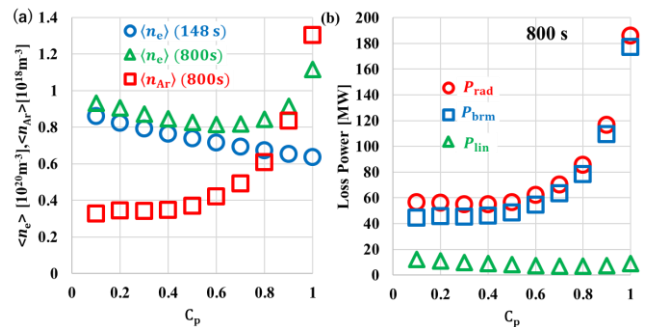 (a)
⟨n_e⟩ (148 s)
⟨n_e⟩ (800s)
⟨n_Ar⟩ (800s)
<n_e> [10^20 m^-3], <n_Ar> [10^18 m^-3]
1.4
1.2
1
0.8
0.6
0.4
0.2
0
0 0.2 0.4 0.6 0.8 1
C_p
(b)
800 s
P_rad
P_brm
P_lin
Loss Power [MW]
200
180
160
140
120
100
80
60
40
20
0
0 0.2 0.4 0.6 0.8 1
C_p